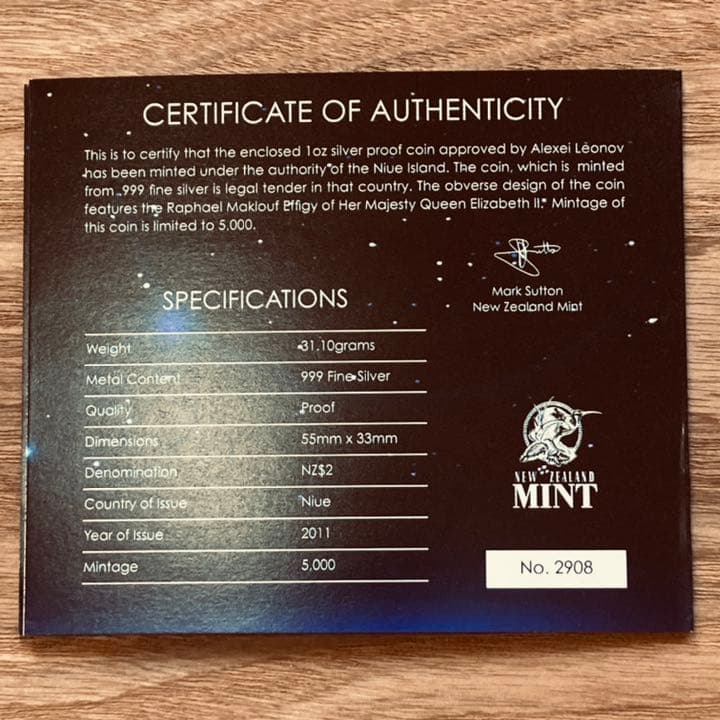 CERTIFICATE OF AUTHENTICITY
This is to certify that the enclosed 1oz silver proof coin approved by Alexei Leonov
has been minted under the authority of the Niue Island. The coin, which is minted
from .999 fine silver is legal tender in that country. The obverse design of the coin
features the Raphael Maklouf Effigy of Her Majesty Queen Elizabeth II. Mintage of
this coin is limited to 5,000.
Mark Sutton
New Zealand Mint
SPECIFICATIONS
Weight 31.10grams
Metal Content 999 Fine Silver
Quality Proof
Dimensions 55mm x 33mm
Denomination NZ$2
Country of Issue Niue
Year of Issue 2011
Mintage 5,000
NEW ZEALAND
MINT
No. 2908